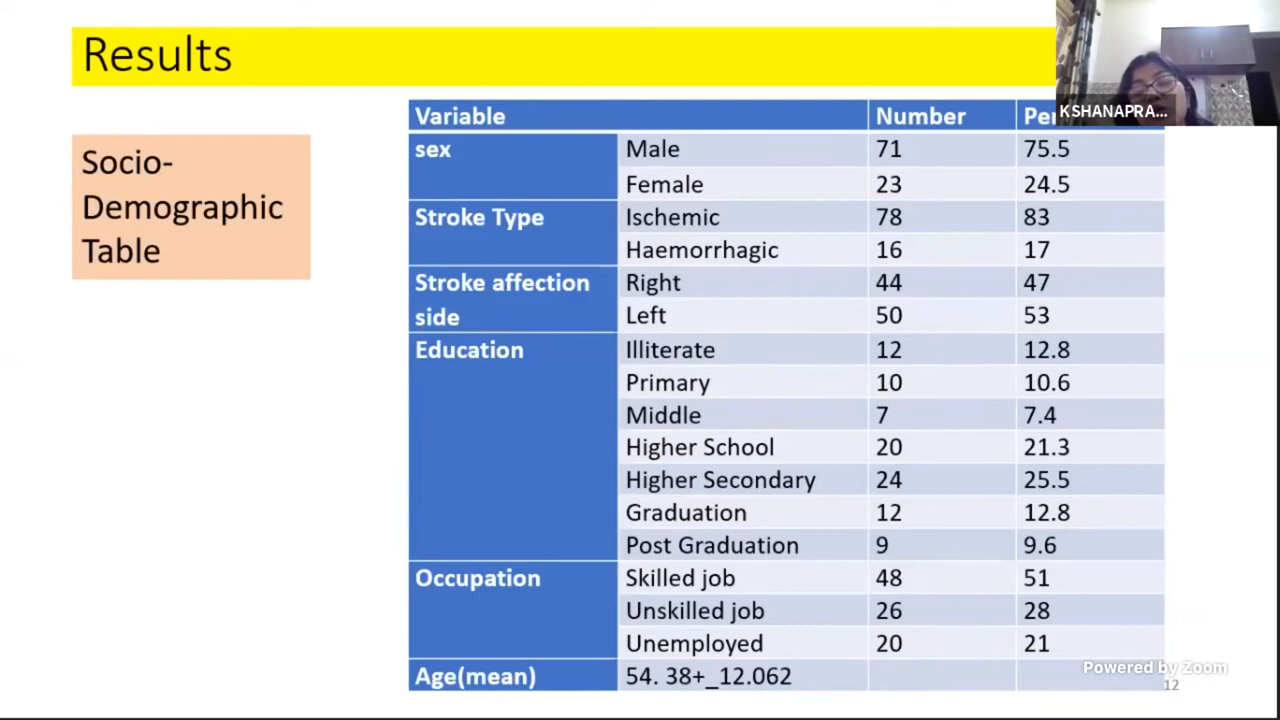 Results
KSHANAPRA...
Socio-
Demographic
Table
Variable Number
sex Male 71 75.5
Female 23 24.5
Stroke Type Ischemic 78 83
Haemorrhagic 16 17
Stroke affection Right 44 47
side Left 50 53
Education Illiterate 12 12.8
Primary 10 10.6
Middle 7 7.4
Higher School 20 21.3
Higher Secondary 24 25.5
Graduation 12 12.8
Post Graduation 9 9.6
Occupation Skilled job 48 51
Unskilled job 26 28
Unemployed 20 21
Age(mean) 54. 38+_12.062
Powered by Zoom
12